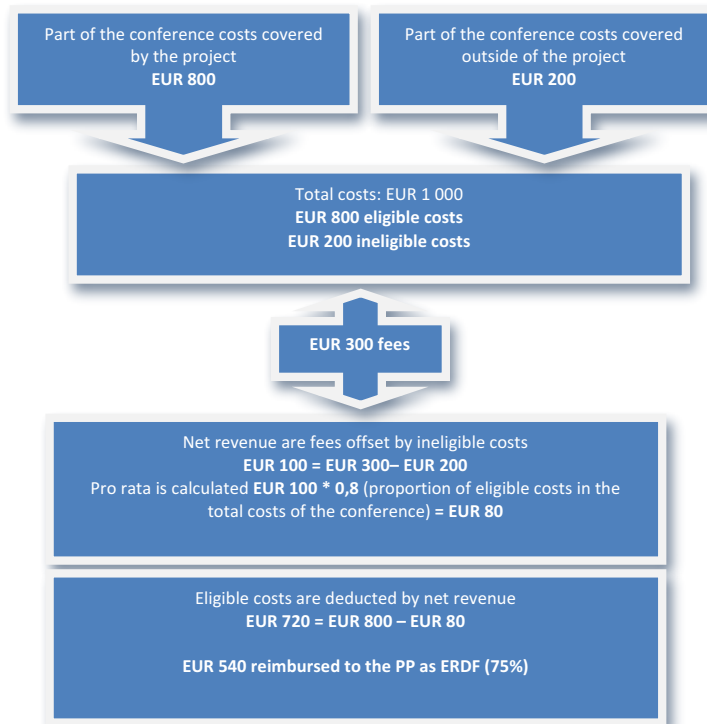 Part of the conference costs covered
by the project
EUR 800
Part of the conference costs covered
outside of the project
EUR 200
Total costs: EUR 1 000
EUR 800 eligible costs
EUR 200 ineligible costs
EUR 300 fees
Net revenue are fees offset by ineligible costs
EUR 100 = EUR 300– EUR 200
Pro rata is calculated EUR 100 * 0,8 (proportion of eligible costs in the
total costs of the conference) = EUR 80
Eligible costs are deducted by net revenue
EUR 720 = EUR 800 – EUR 80
EUR 540 reimbursed to the PP as ERDF (75%)